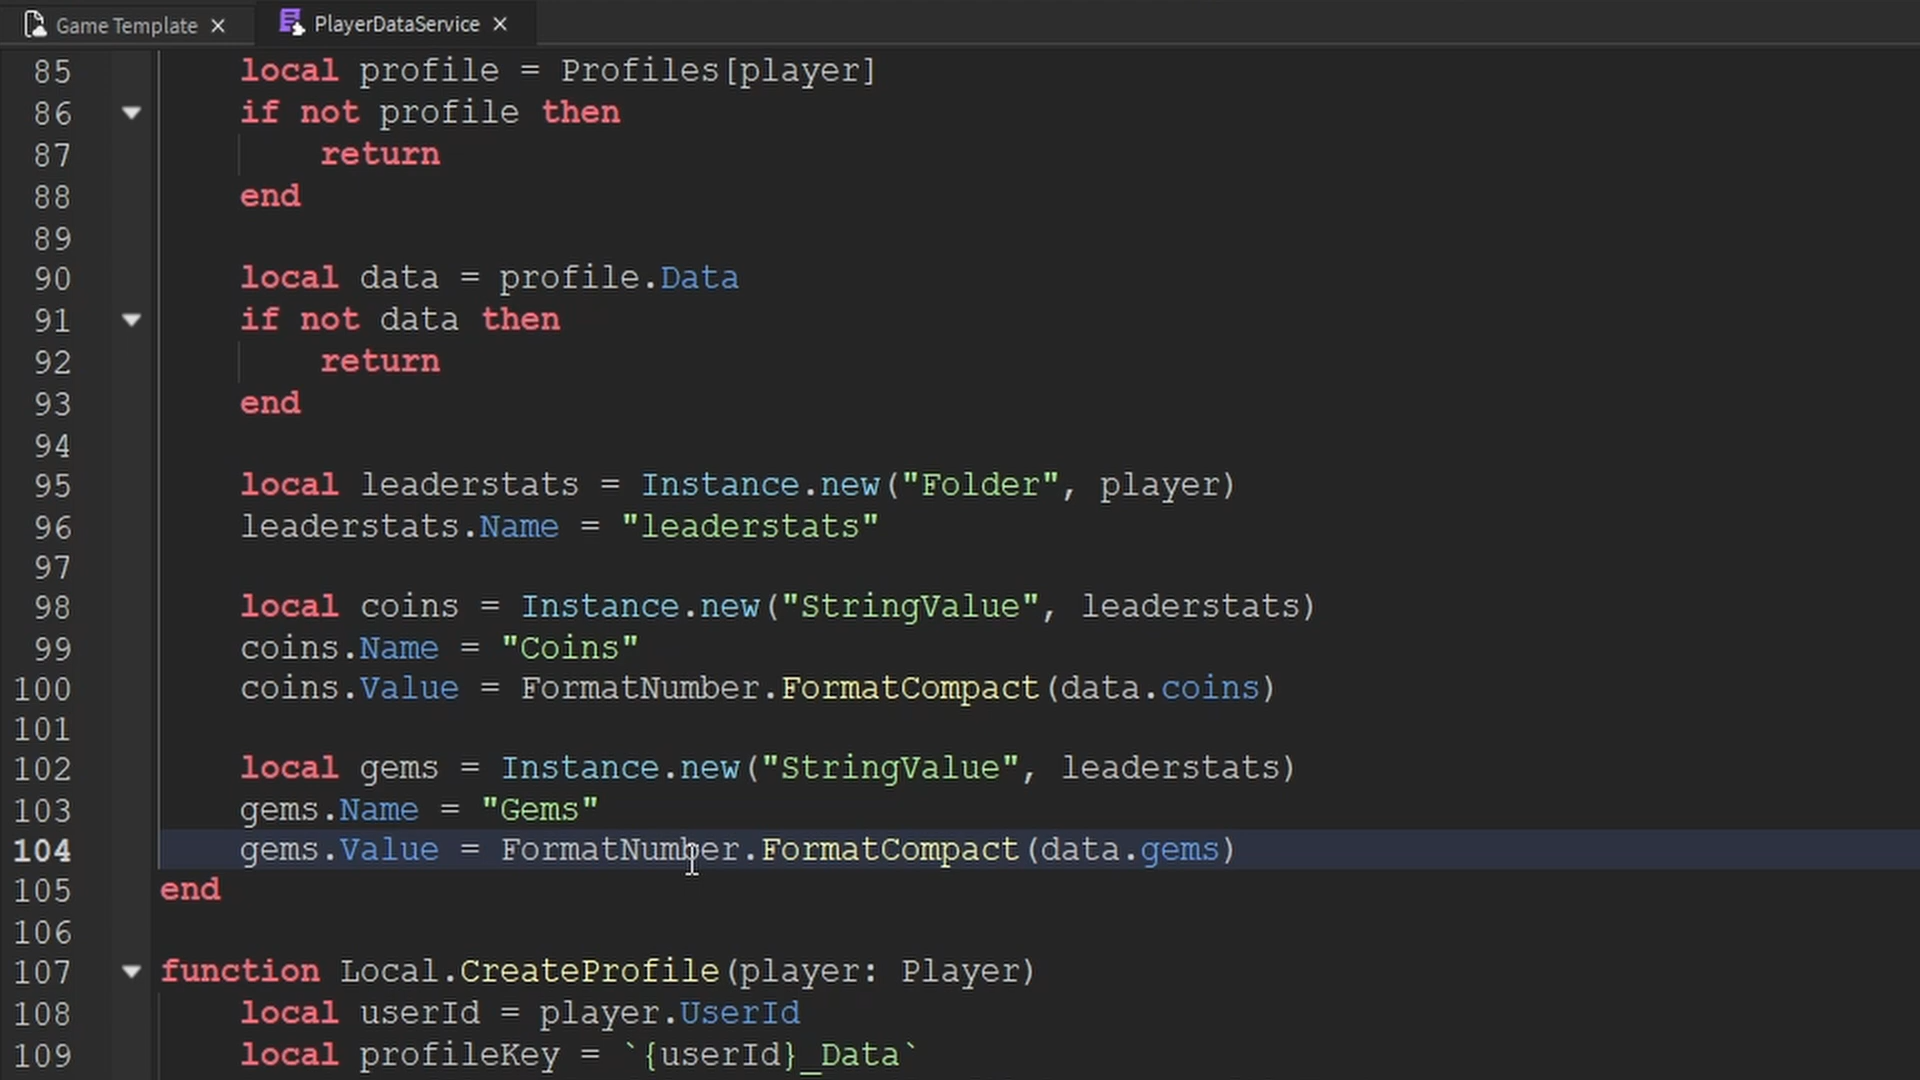 Game Template × PlayerDataService ×
85 local profile = Profiles[player]
86 if not profile then
87 return
88 end
89
90 local data = profile.Data
91 if not data then
92 return
93 end
94
95 local leaderstats = Instance.new("Folder", player)
96 leaderstats.Name = "leaderstats"
97
98 local coins = Instance.new("StringValue", leaderstats)
99 coins.Name = "Coins"
100 coins.Value = FormatNumber.FormatCompact(data.coins)
101
102 local gems = Instance.new("StringValue", leaderstats)
103 gems.Name = "Gems"
104 gems.Value = FormatNumber.FormatCompact(data.gems)
105 end
106
107 function Local.CreateProfile(player: Player)
108 local userId = player.UserId
109 local profileKey = `{userId}_Data`